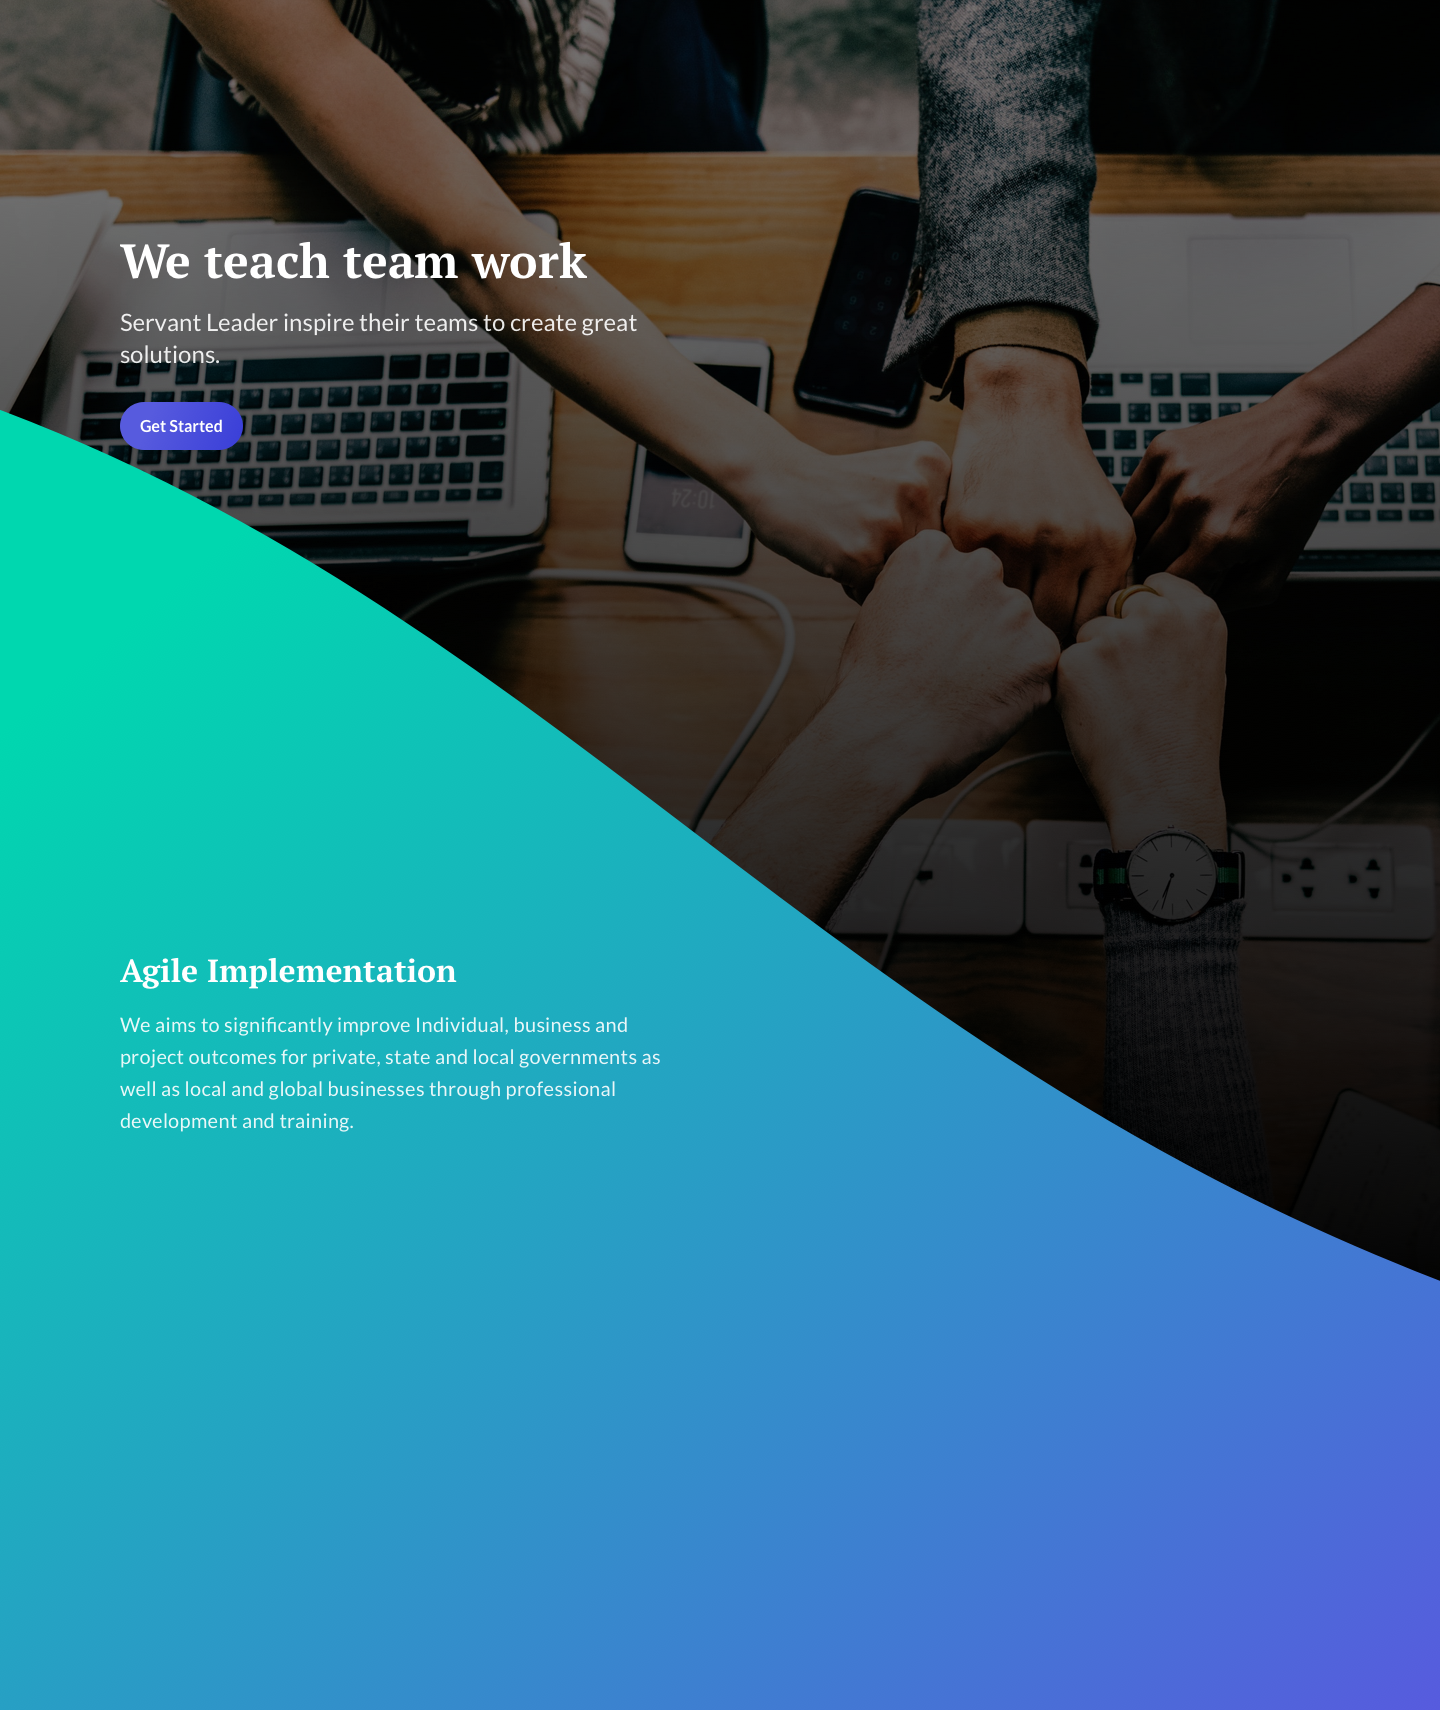 We teach team work
Servant Leader inspire their teams to create great
solutions.
Get Started
10:24
Agile Implementation
We aims to significantly improve Individual, business and
project outcomes for private, state and local governments as
well as local and global businesses through professional
development and training.